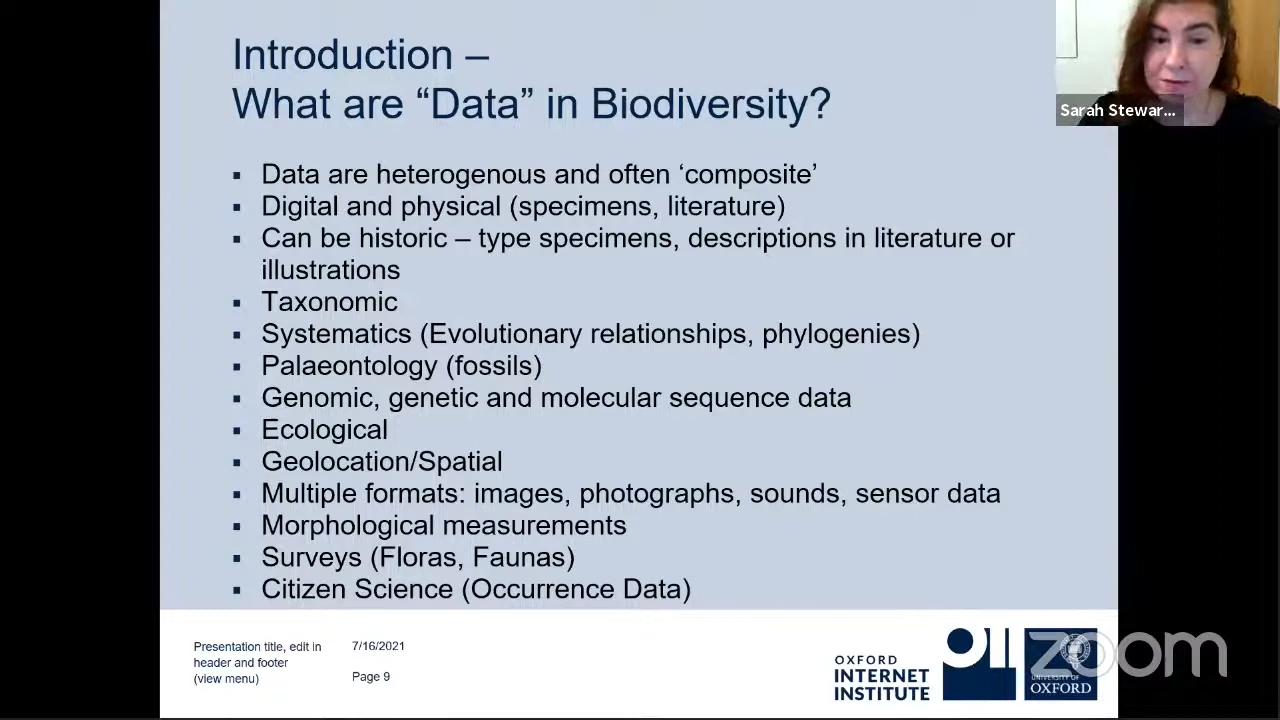 Introduction –
What are “Data” in Biodiversity?
▪ Data are heterogenous and often ‘composite’
▪ Digital and physical (specimens, literature)
▪ Can be historic – type specimens, descriptions in literature or
illustrations
▪ Taxonomic
▪ Systematics (Evolutionary relationships, phylogenies)
▪ Palaeontology (fossils)
▪ Genomic, genetic and molecular sequence data
▪ Ecological
▪ Geolocation/Spatial
▪ Multiple formats: images, photographs, sounds, sensor data
▪ Morphological measurements
▪ Surveys (Floras, Faunas)
▪ Citizen Science (Occurrence Data)
Sarah Stewar...
Presentation title, edit in
header and footer
(view menu)
7/16/2021
Page 9
OXFORD
INTERNET
INSTITUTE
oii
UNIVERSITY OF
OXFORD
zoom